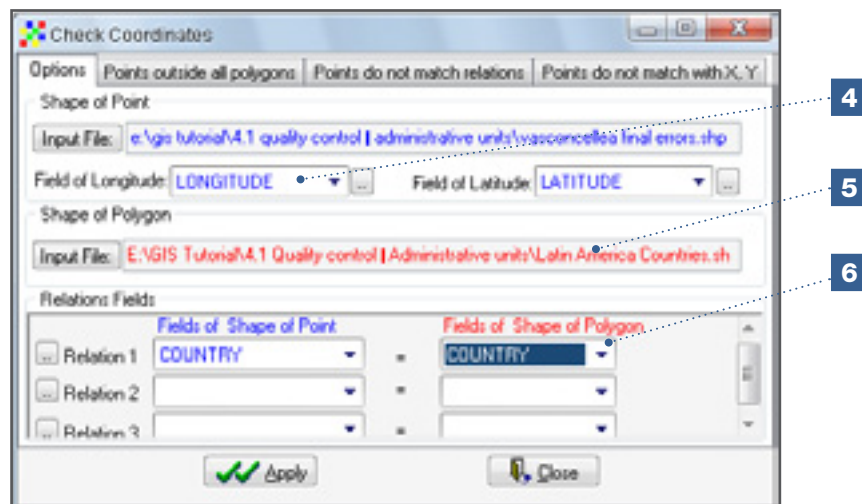 Check Coordinates
Options Points outside all polygons Points do not match relations Points do not match with X, Y
Shape of Point
4
Input File: e:\gis tutorial\4.1 quality control | administrative units\vasconcellea final errors.shp
Field of Longitude: LONGITUDE ... Field of Latitude: LATITUDE ...
Shape of Polygon
5
Input File: E:\GIS Tutorial\4.1 Quality control | Administrative units\Latin America Countries.sh
6
Relations Fields
Fields of Shape of Point Fields of Shape of Polygon
... Relation 1 COUNTRY = COUNTRY
... Relation 2 =
... Relation 3 =
Apply Close